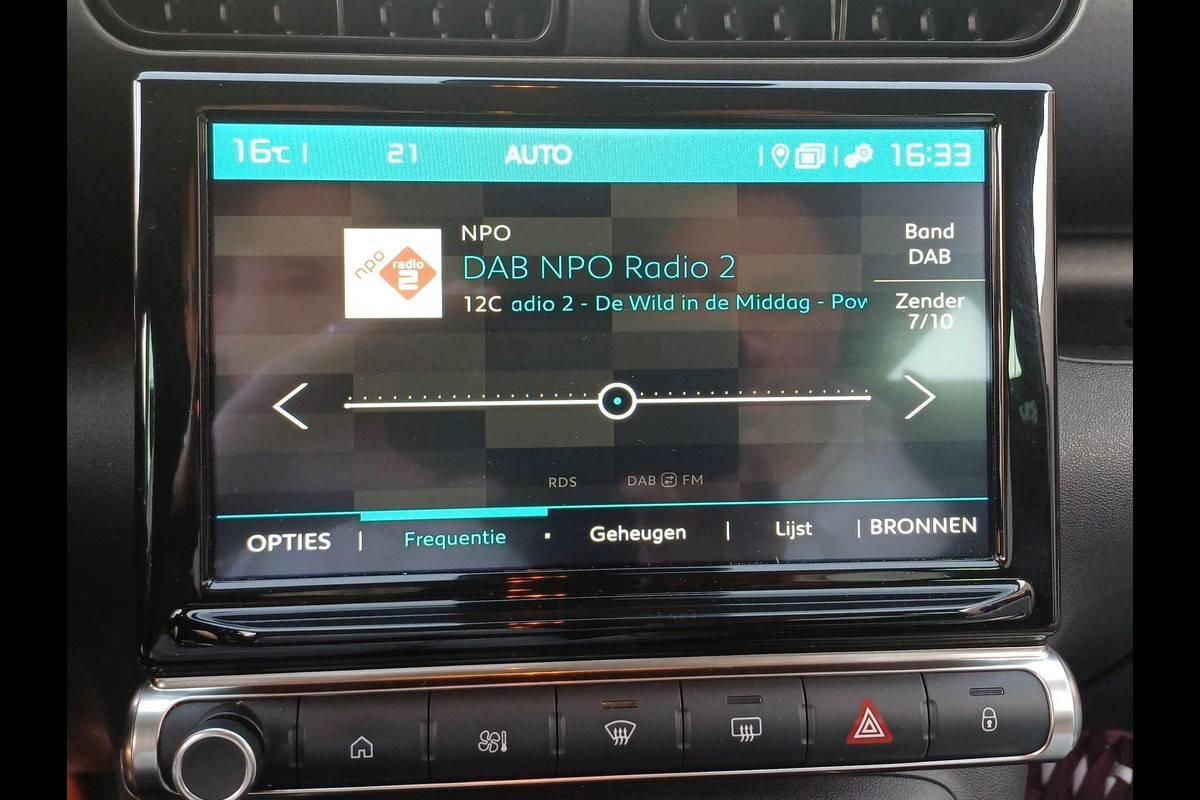 16°C 21 AUTO 16:33
npo radio 2
NPO
DAB NPO Radio 2
12C adio 2 - De Wild in de Middag - Pow
Band
DAB
Zender
7/10
RDS DAB FM
OPTIES | Frequentie Geheugen | Lijst | BRONNEN